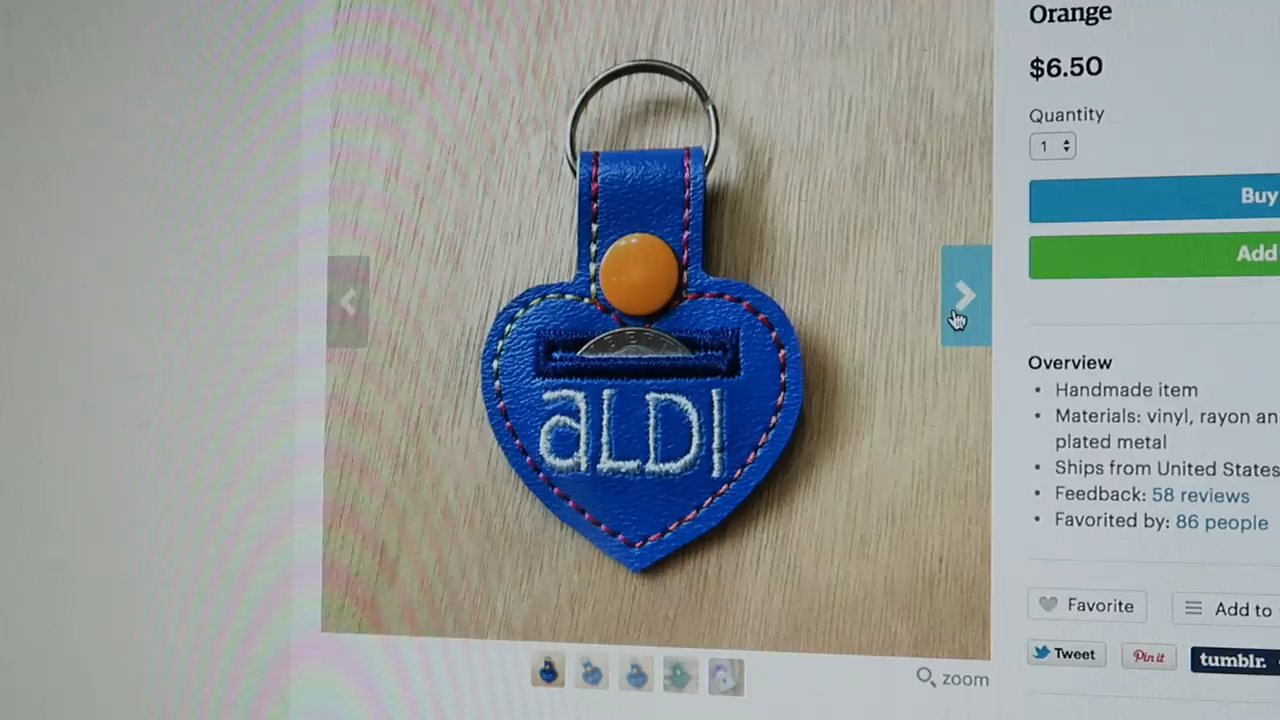 Orange
$6.50
Quantity
1
Buy
Add
aLDI
Overview
Handmade item
Materials: vinyl, rayon an
plated metal
Ships from United States
Feedback: 58 reviews
Favorited by: 86 people
Favorite
Add to
Tweet
Pin it
tumblr.
zoom